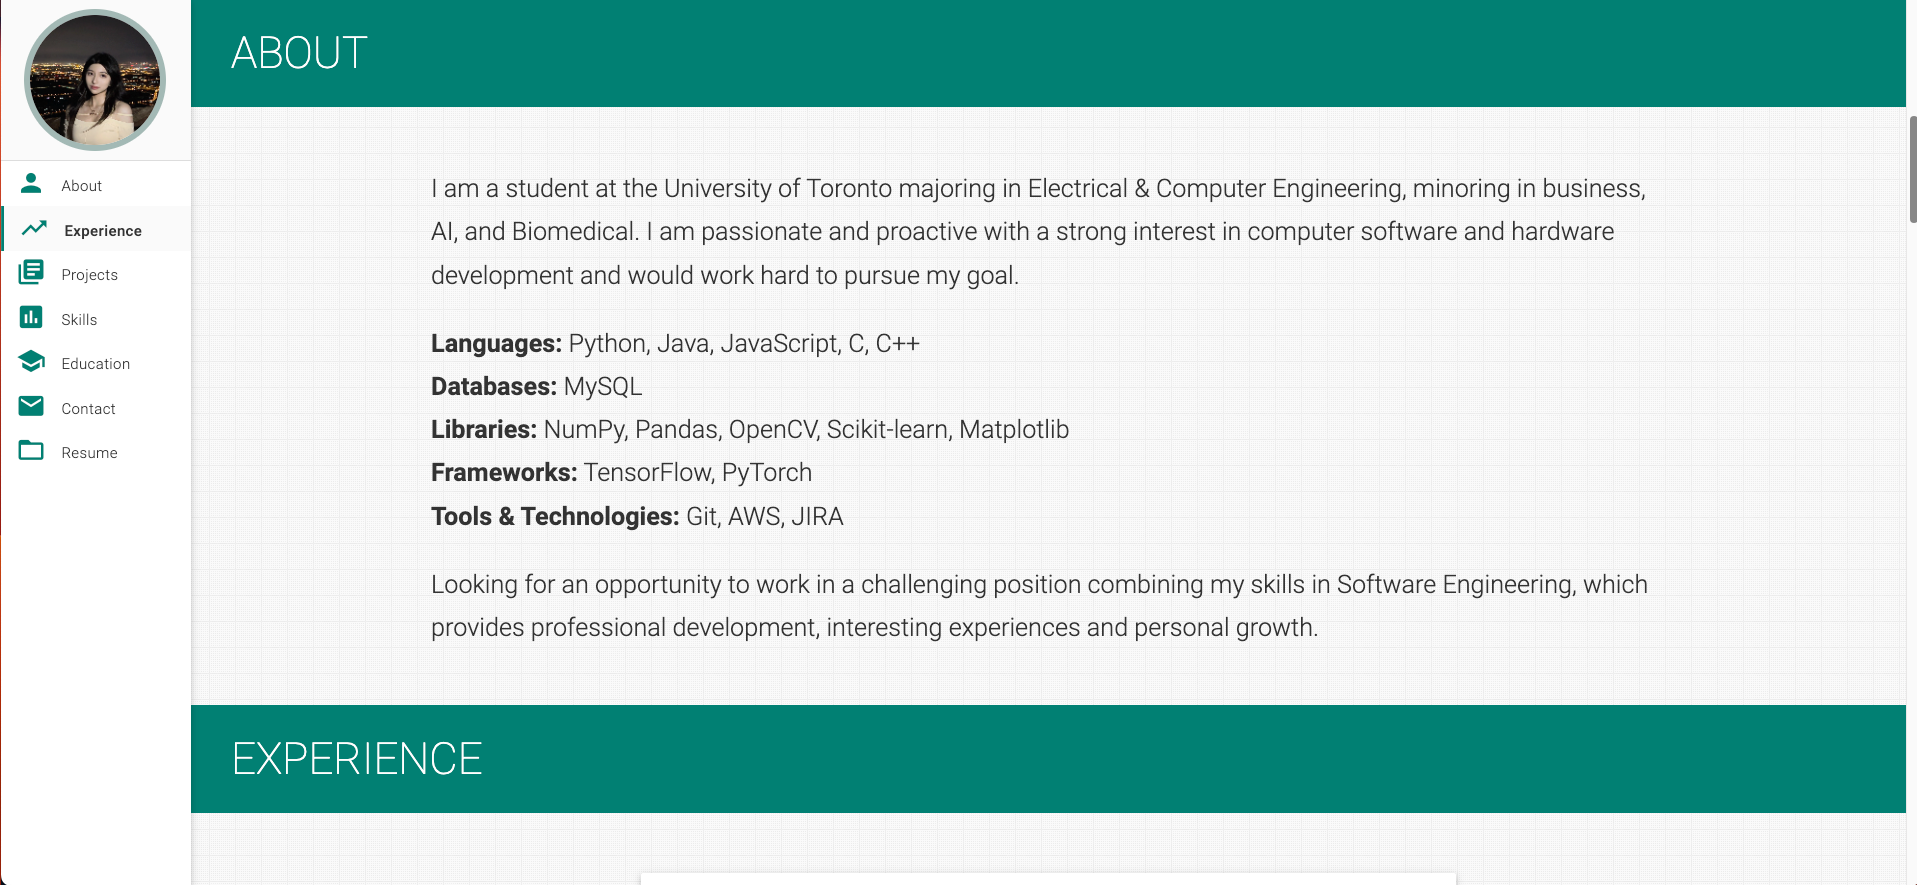 About
Experience
Projects
Skills
Education
Contact
Resume
ABOUT
I am a student at the University of Toronto majoring in Electrical & Computer Engineering, minoring in business,
AI, and Biomedical. I am passionate and proactive with a strong interest in computer software and hardware
development and would work hard to pursue my goal.
Languages: Python, Java, JavaScript, C, C++
Databases: MySQL
Libraries: NumPy, Pandas, OpenCV, Scikit-learn, Matplotlib
Frameworks: TensorFlow, PyTorch
Tools & Technologies: Git, AWS, JIRA
Looking for an opportunity to work in a challenging position combining my skills in Software Engineering, which
provides professional development, interesting experiences and personal growth.
EXPERIENCE